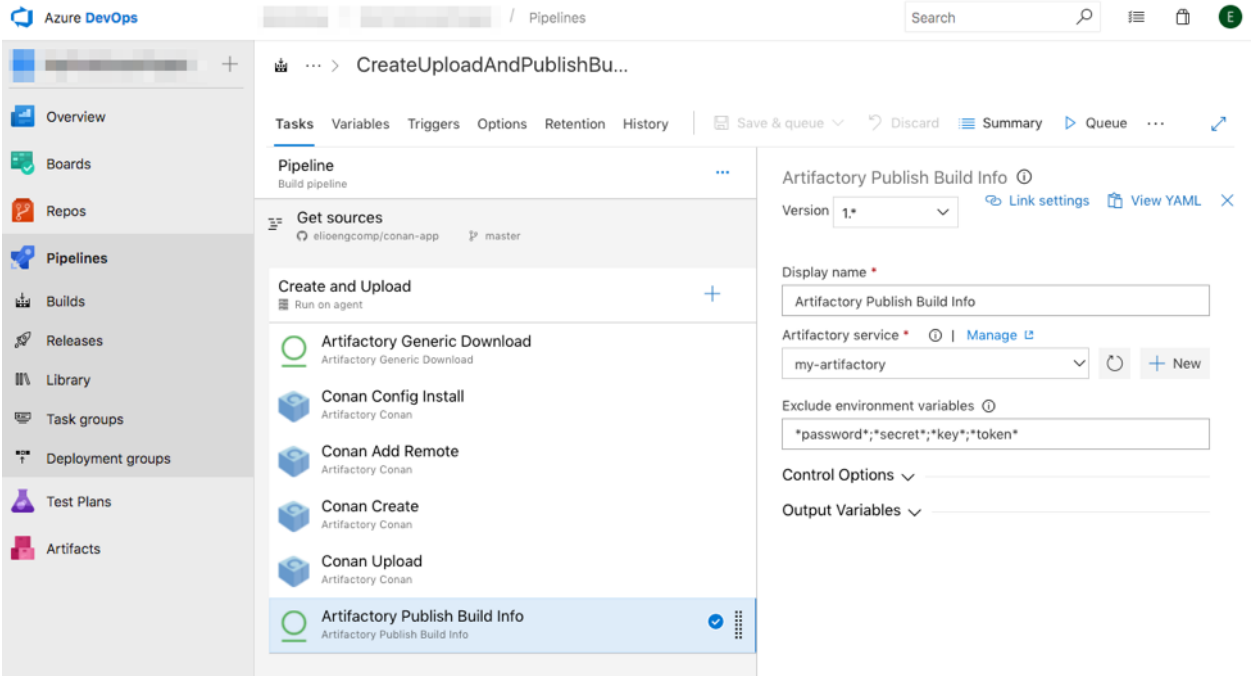 Azure DevOps
/ Pipelines
Search
E
... > CreateUploadAndPublishBu...
Overview
Boards
Repos
Pipelines
Builds
Releases
Library
Task groups
Deployment groups
Test Plans
Artifacts
Tasks Variables Triggers Options Retention History
Save & queue Discard Summary Queue ...
Pipeline ...
Build pipeline
Get sources
elioengcomp/conan-app master
Create and Upload
Run on agent
Artifactory Generic Download
Artifactory Generic Download
Conan Config Install
Artifactory Conan
Conan Add Remote
Artifactory Conan
Conan Create
Artifactory Conan
Conan Upload
Artifactory Conan
Artifactory Publish Build Info
Artifactory Publish Build Info
Artifactory Publish Build Info
Link settings View YAML
Version 1.*
Display name *
Artifactory Publish Build Info
Artifactory service * | Manage
my-artifactory
New
Exclude environment variables
*password*;*secret*;*key*;*token*
Control Options
Output Variables